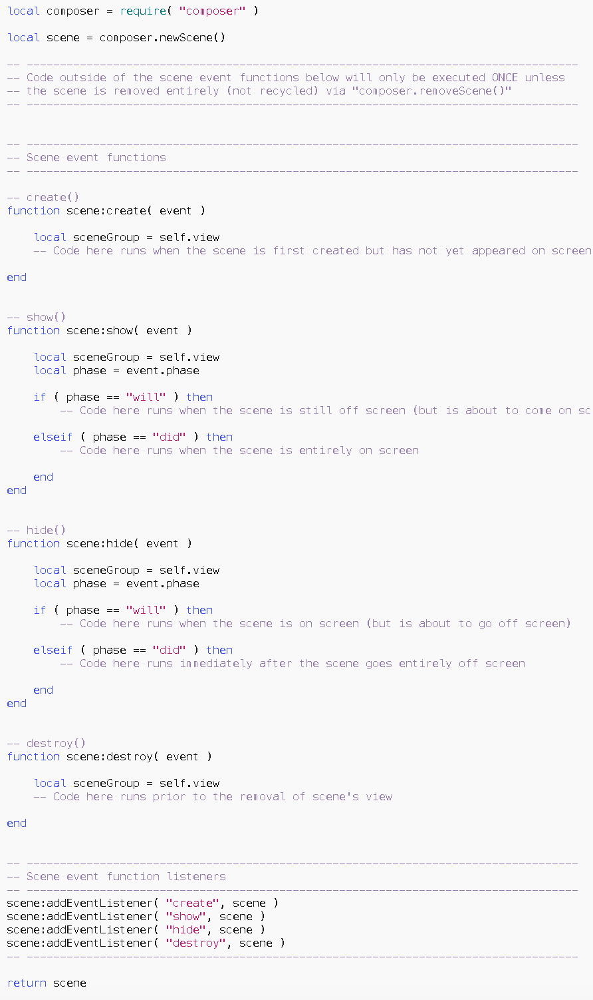 local composer = require( "composer" )

local scene = composer.newScene()

-- -----------------------------------------------------------------------------------
-- Code outside of the scene event functions below will only be executed ONCE unless
-- the scene is removed entirely (not recycled) via "composer.removeScene()"
-- -----------------------------------------------------------------------------------


-- -----------------------------------------------------------------------------------
-- Scene event functions
-- -----------------------------------------------------------------------------------

-- create()
function scene:create( event )

    local sceneGroup = self.view
    -- Code here runs when the scene is first created but has not yet appeared on screen

end


-- show()
function scene:show( event )

    local sceneGroup = self.view
    local phase = event.phase

    if ( phase == "will" ) then
        -- Code here runs when the scene is still off screen (but is about to come on sc

    elseif ( phase == "did" ) then
        -- Code here runs when the scene is entirely on screen

    end
end


-- hide()
function scene:hide( event )

    local sceneGroup = self.view
    local phase = event.phase

    if ( phase == "will" ) then
        -- Code here runs when the scene is on screen (but is about to go off screen)

    elseif ( phase == "did" ) then
        -- Code here runs immediately after the scene goes entirely off screen

    end
end


-- destroy()
function scene:destroy( event )

    local sceneGroup = self.view
    -- Code here runs prior to the removal of scene's view

end


-- -----------------------------------------------------------------------------------
-- Scene event function listeners
-- -----------------------------------------------------------------------------------
scene:addEventListener( "create", scene )
scene:addEventListener( "show", scene )
scene:addEventListener( "hide", scene )
scene:addEventListener( "destroy", scene )
-- -----------------------------------------------------------------------------------

return scene